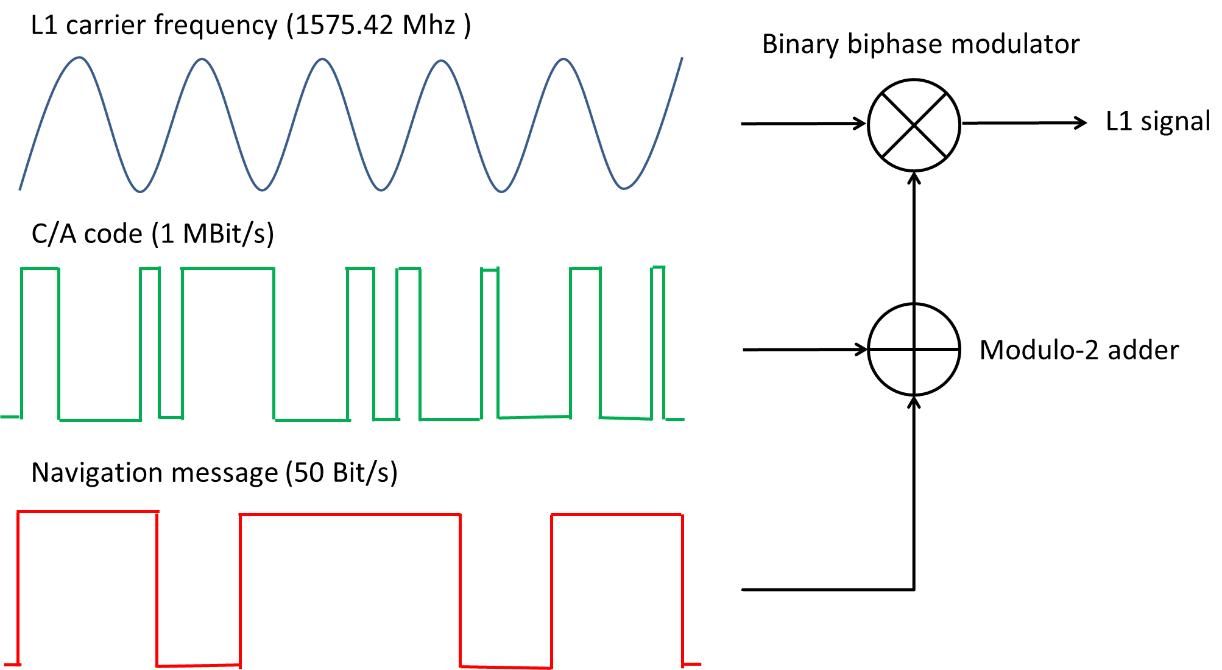 L1 carrier frequency (1575.42 Mhz )
Binary biphase modulator
L1 signal
C/A code (1 MBit/s)
Modulo-2 adder
Navigation message (50 Bit/s)